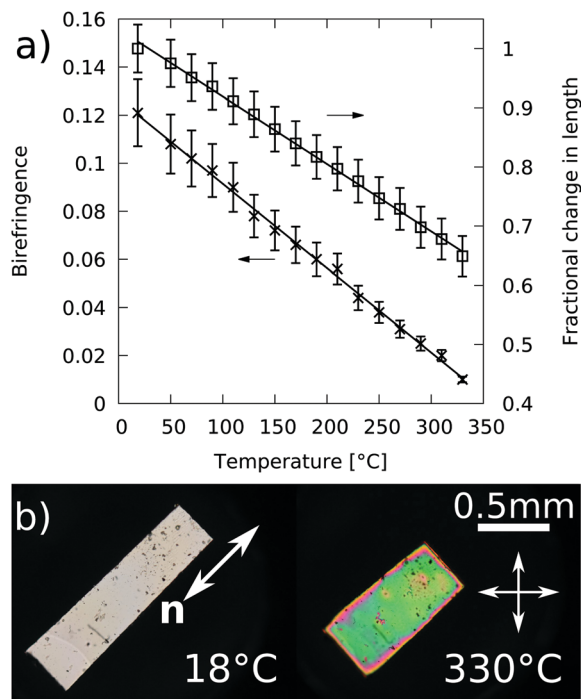 a)
0.16
0.14
0.12
0.1
0.08
0.06
0.04
0.02
0
Birefringence
1
0.9
0.8
0.7
0.6
0.5
0.4
Fractional change in length
0 50 100 150 200 250 300 350
Temperature [°C]
b)
n
18°C
0.5mm
330°C